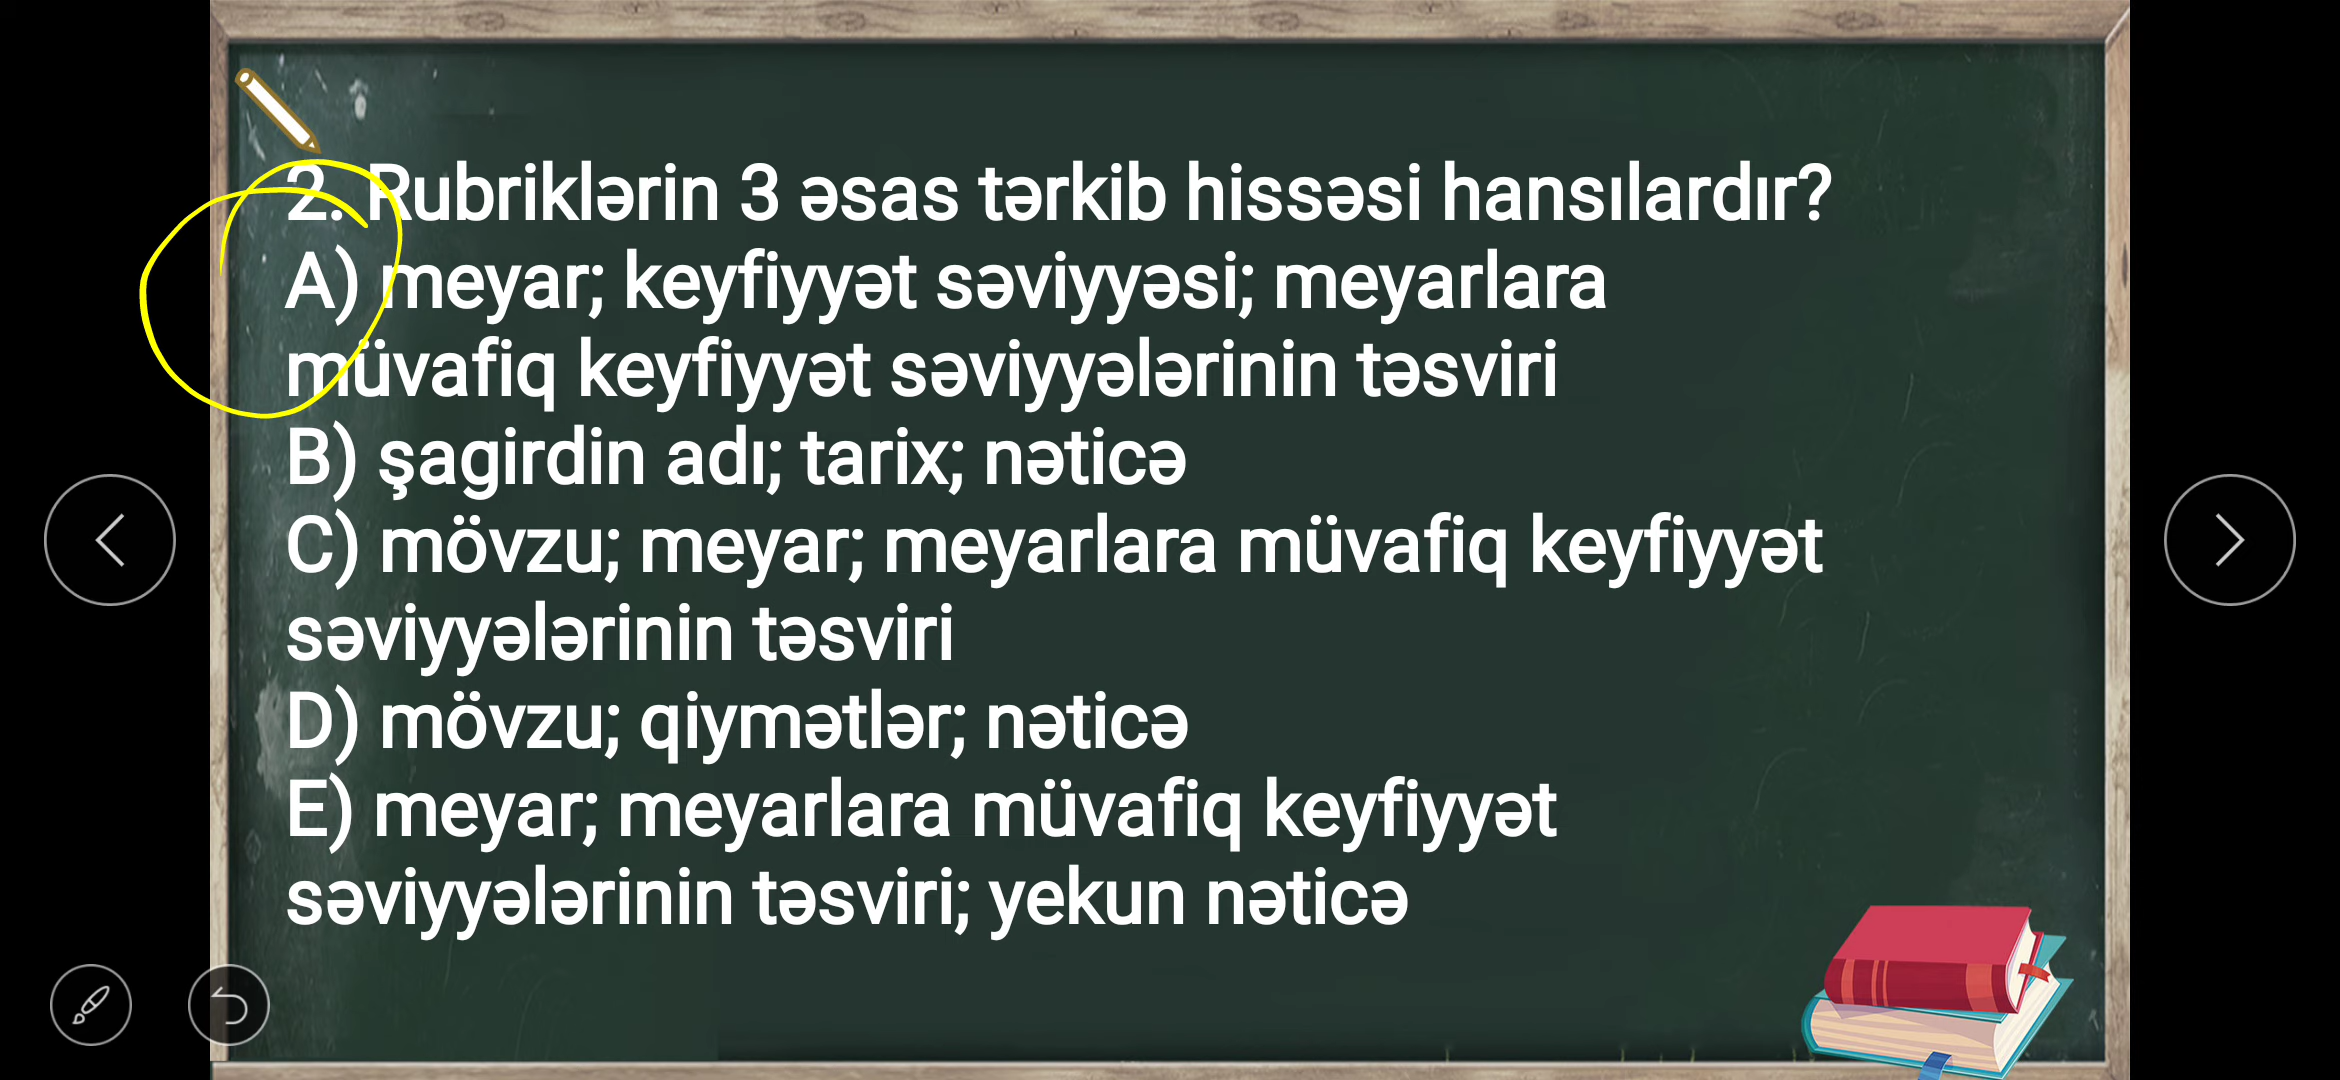 2. Rubriklərin 3 əsas tərkib hissəsi hansılardır?
A) meyar; keyfiyyət səviyyəsi; meyarlara
müvafiq keyfiyyət səviyyələrinin təsviri
B) şagirdin adı; tarix; nəticə
C) mövzu; meyar; meyarlara müvafiq keyfiyyət
səviyyələrinin təsviri
D) mövzu; qiymətlər; nəticə
E) meyar; meyarlara müvafiq keyfiyyət
səviyyələrinin təsviri; yekun nəticə